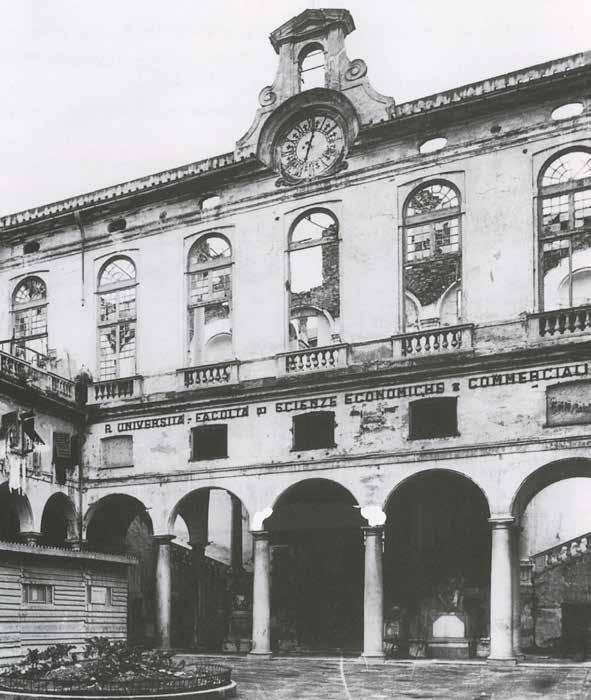 R. UNIVERSITÀ - FACOLTÀ DI SCIENZE ECONOMICHE E COMMERCIALI